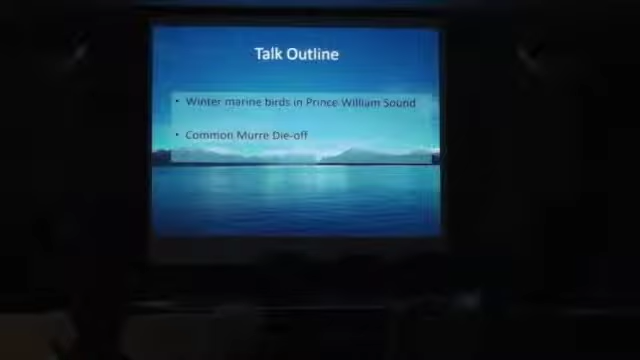 Talk Outline
• Winter marine birds in Prince William Sound
• Common Murre Die-off